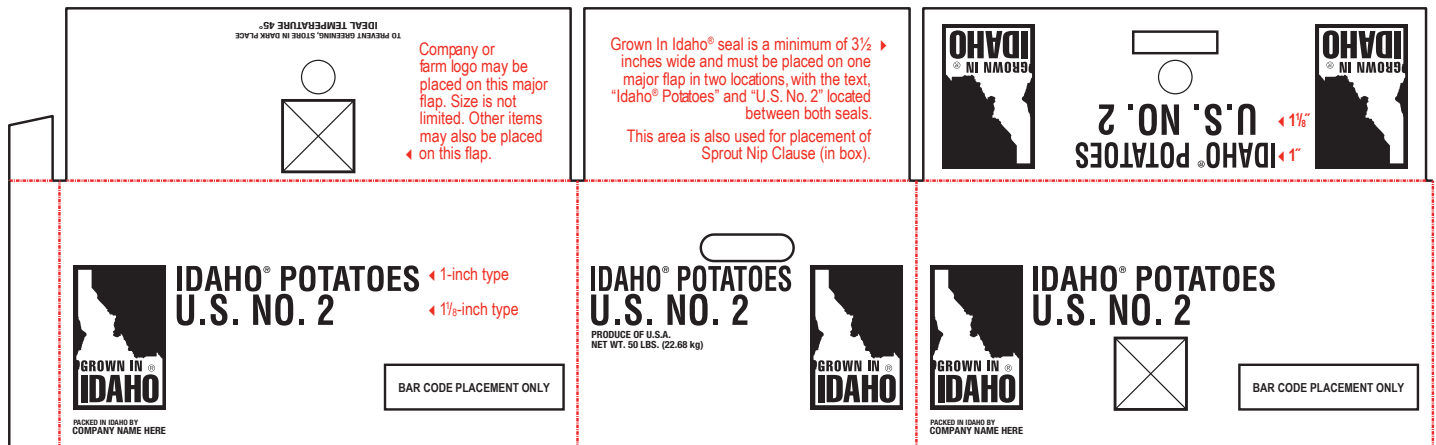 TO PREVENT GREENING, STORE IN DARK PLACE
IDEAL TEMPERATURE 45°
Company or
farm logo may be
placed on this major
flap. Size is not
limited. Other items
may also be placed
on this flap.
Grown In Idaho® seal is a minimum of 3½
inches wide and must be placed on one
major flap in two locations, with the text,
“Idaho® Potatoes” and “U.S. No. 2” located
between both seals.
This area is also used for placement of
Sprout Nip Clause (in box).
GROWN IN ®
IDAHO
IDAHO® POTATOES
1˝
U.S. NO. 2
1⅛˝
GROWN IN ®
IDAHO
IDAHO® POTATOES
1-inch type
U.S. NO. 2
1⅛-inch type
GROWN IN ®
IDAHO
BAR CODE PLACEMENT ONLY
PACKED IN IDAHO BY
COMPANY NAME HERE
IDAHO® POTATOES
U.S. NO. 2
PRODUCE OF U.S.A.
NET WT. 50 LBS. (22.68 kg)
GROWN IN ®
IDAHO
IDAHO® POTATOES
U.S. NO. 2
GROWN IN ®
IDAHO
BAR CODE PLACEMENT ONLY
PACKED IN IDAHO BY
COMPANY NAME HERE